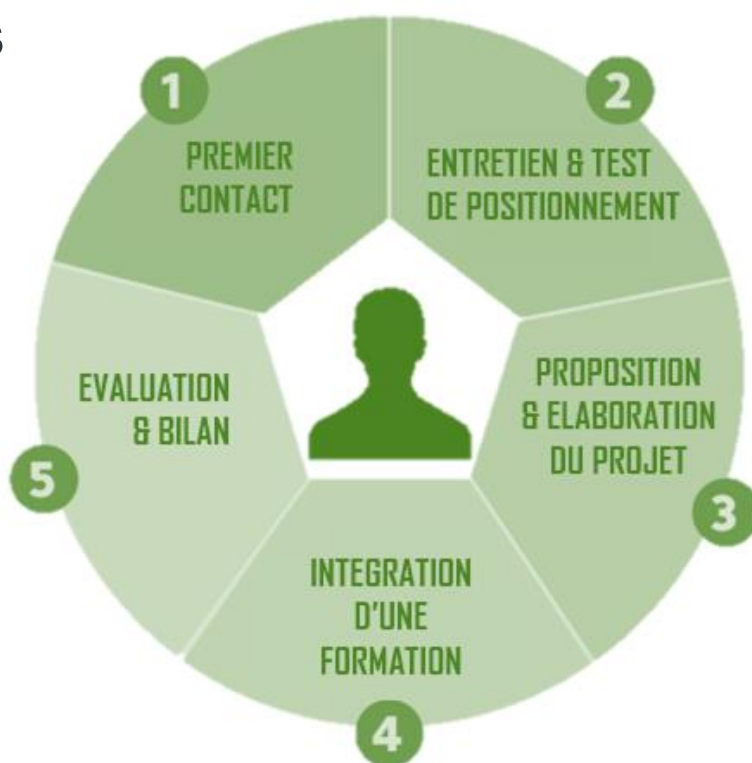 S
1
PREMIER
CONTACT
2
ENTRETIEN & TEST
DE POSITIONNEMENT
PROPOSITION
& ELABORATION
DU PROJET
3
INTEGRATION
D'UNE
FORMATION
4
EVALUATION
& BILAN
5